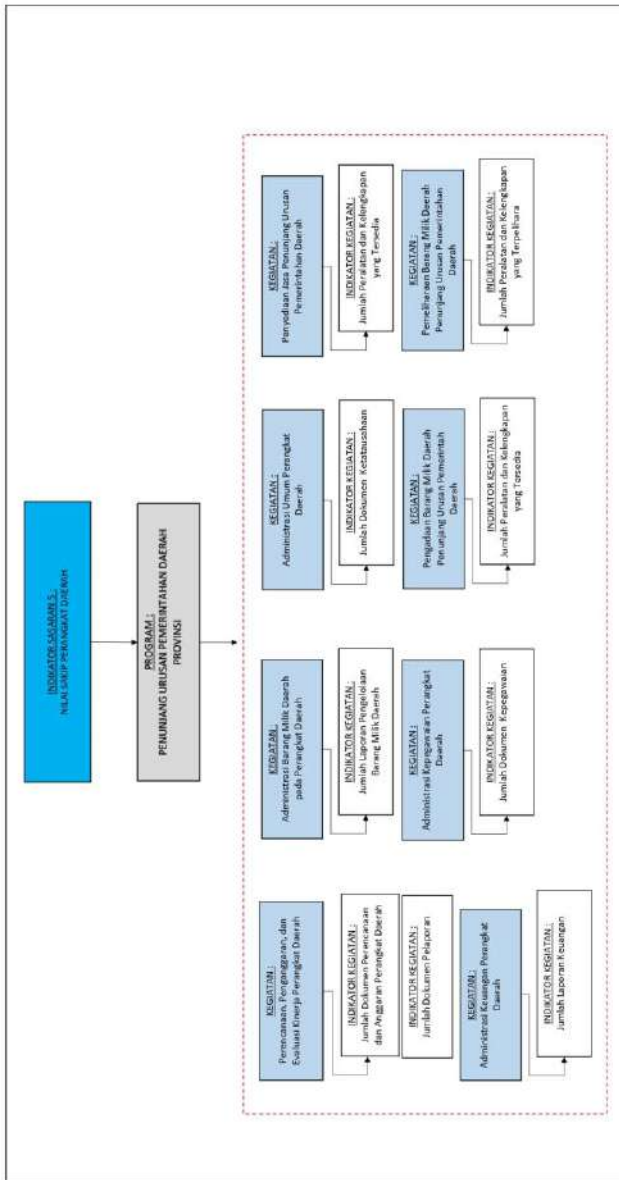 INDIKATOR SASARAN 5 :
NILAI SAKIP PERANGKAT DAERAH
PROGRAM :
PENUNJANG URUSAN PEMERINTAHAN DAERAH
PROVINSI
KEGIATAN :
Perencanaan, Penganggaran, dan
Evaluasi Kinerja Perangkat Daerah
INDIKATOR KEGIATAN :
Jumlah Dokumen Perencanaan
dan Anggaran Perangkat Daerah
INDIKATOR KEGIATAN :
Jumlah Dokumen Pelaporan
KEGIATAN :
Administrasi Keuangan Perangkat
Daerah
INDIKATOR KEGIATAN :
Jumlah Laporan Keuangan
KEGIATAN :
Administrasi Barang Milik Daerah
pada Perangkat Daerah
INDIKATOR KEGIATAN :
Jumlah Laporan Pengelolaan
Barang Milik Daerah
KEGIATAN :
Administrasi Kepegawaian Perangkat
Daerah
INDIKATOR KEGIATAN :
Jumlah Dokumen Kepegawaian
KEGIATAN :
Administrasi Umum Perangkat
Daerah
INDIKATOR KEGIATAN :
Jumlah Dokumen Ketatausahaan
KEGIATAN :
Pengadaan Barang Milik Daerah
Penunjang Urusan Pemerintah
Daerah
INDIKATOR KEGIATAN :
Jumlah Peralatan dan Kelengkapan
yang Tersedia
KEGIATAN :
Penyediaan Jasa Penunjang Urusan
Pemerintahan Daerah
INDIKATOR KEGIATAN :
Jumlah Peralatan dan Kelengkapan
yang Tersedia
KEGIATAN :
Pemeliharaan Barang Milik Daerah
Penunjang Urusan Pemerintahan
Daerah
INDIKATOR KEGIATAN :
Jumlah Peralatan dan Kelengkapan
yang Terpelihara